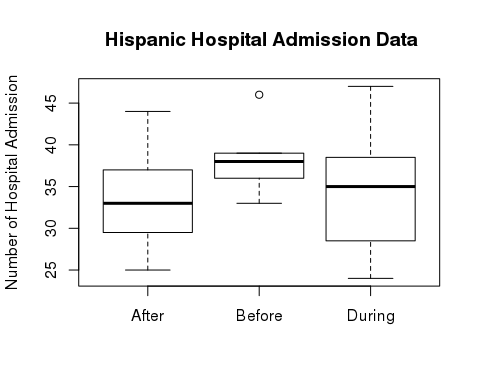 Hispanic Hospital Admission Data
Number of Hospital Admission
45
40
35
30
25
After
Before
During